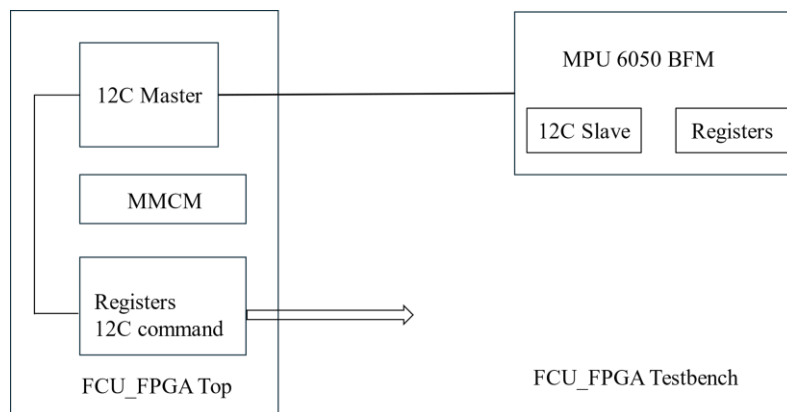 12C Master
MPU 6050 BFM
12C Slave
Registers
MMCM
Registers
12C command
FCU_FPGA Top
FCU_FPGA Testbench